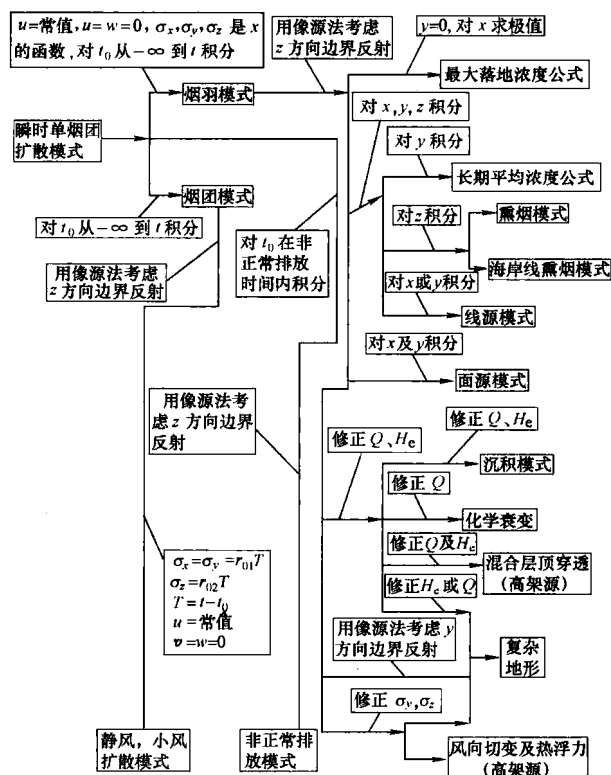 u=常值,u=w=0, σx,σy,σz 是 x
的函数,对t0从-∞到t积分
用像源法考虑
z方向边界反射
y=0,对x求极值
最大落地浓度公式
烟羽模式
对x,y,z积分
对y积分
瞬时单烟团
扩散模式
长期平均浓度公式
烟团模式
对z积分
熏烟模式
对t0从-∞到t积分
对t0在非
正常排放
时间内积分
海岸线熏烟模式
用像源法考虑
z方向边界反射
对x或y积分
线源模式
对x及y积分
面源模式
用像源法考
虑z方向边界
反射
修正Q、He
修正Q、He
沉积模式
修正Q
化学衰变
修正Q及He
混合层顶穿透
(高架源)
修正He或Q
σx=σy=r01T
σz=r02T
T=t-t0
u=常值
v=w=0
用像源法考虑y
方向边界反射
复杂
地形
修正σy,σz
静风,小风
扩散模式
非正常排
放模式
风向切变及热浮力
(高架源)